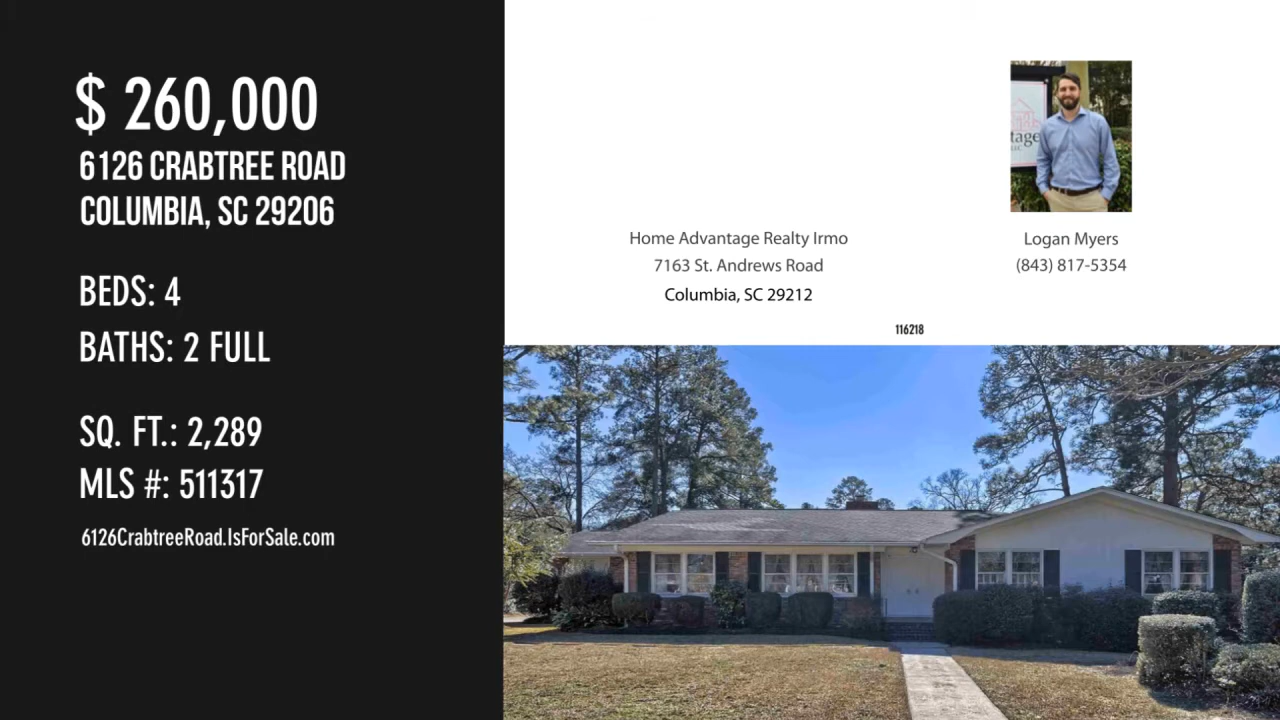 $ 260,000
6126 CRABTREE ROAD
COLUMBIA, SC 29206
BEDS: 4
BATHS: 2 FULL
SQ. FT.: 2,289
MLS #: 511317
6126CrabtreeRoad.IsForSale.com
Home Advantage Realty Irmo
7163 St. Andrews Road
Columbia, SC 29212
tage
LLC
Logan Myers
(843) 817-5354
116218